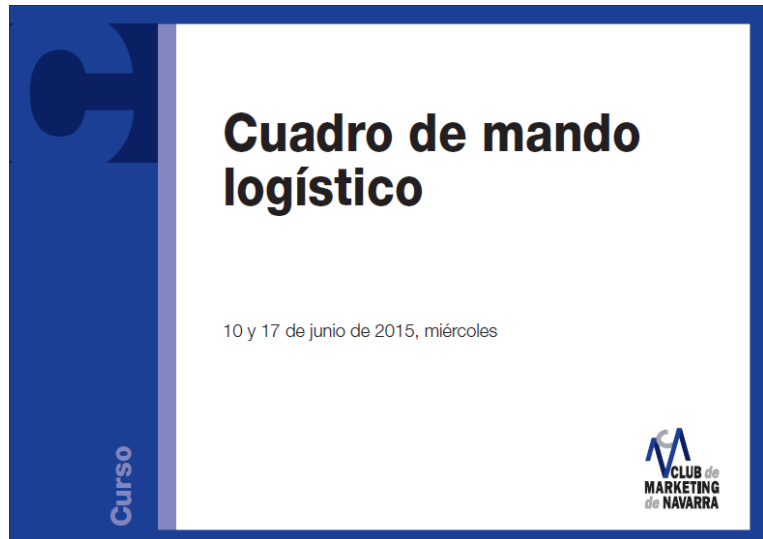 Cuadro de mando
logístico
10 y 17 de junio de 2015, miércoles
Curso
CLUB de
MARKETING
de NAVARRA